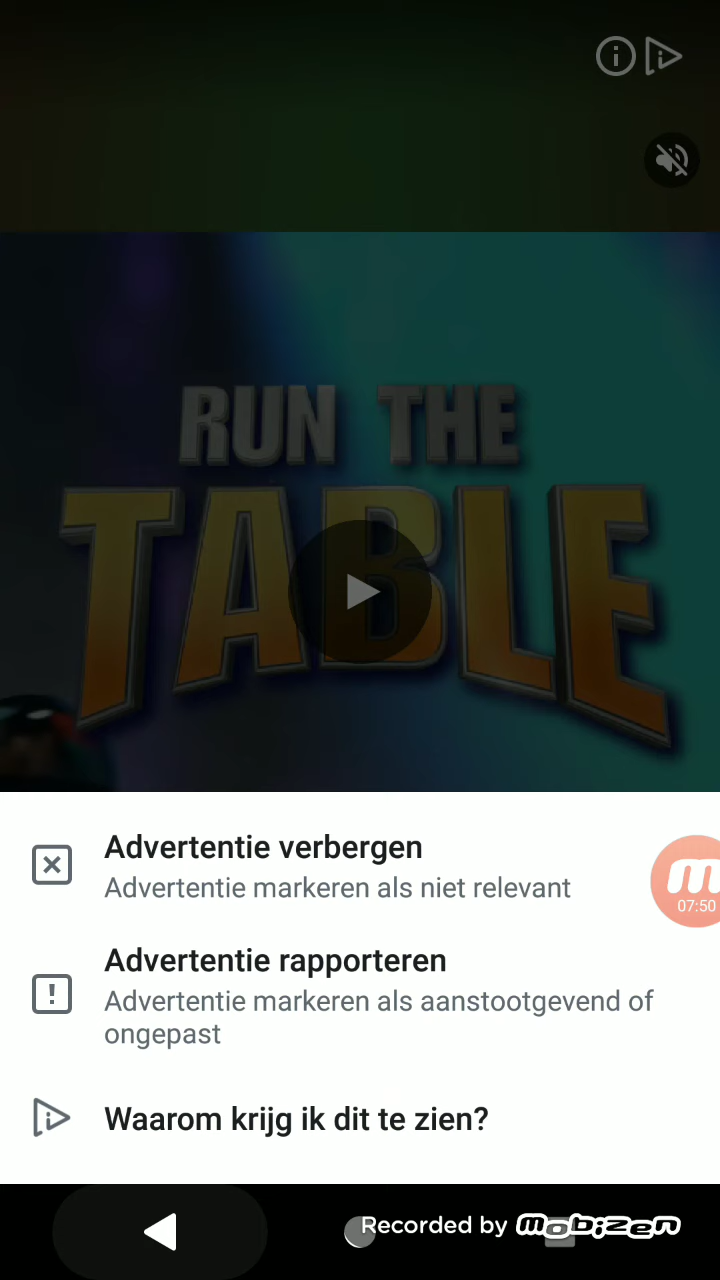 RUN THE
TABLE
Advertentie verbergen
Advertentie markeren als niet relevant
07:50
Advertentie rapporteren
Advertentie markeren als aanstootgevend of
ongepast
Waarom krijg ik dit te zien?
Recorded by mobizen